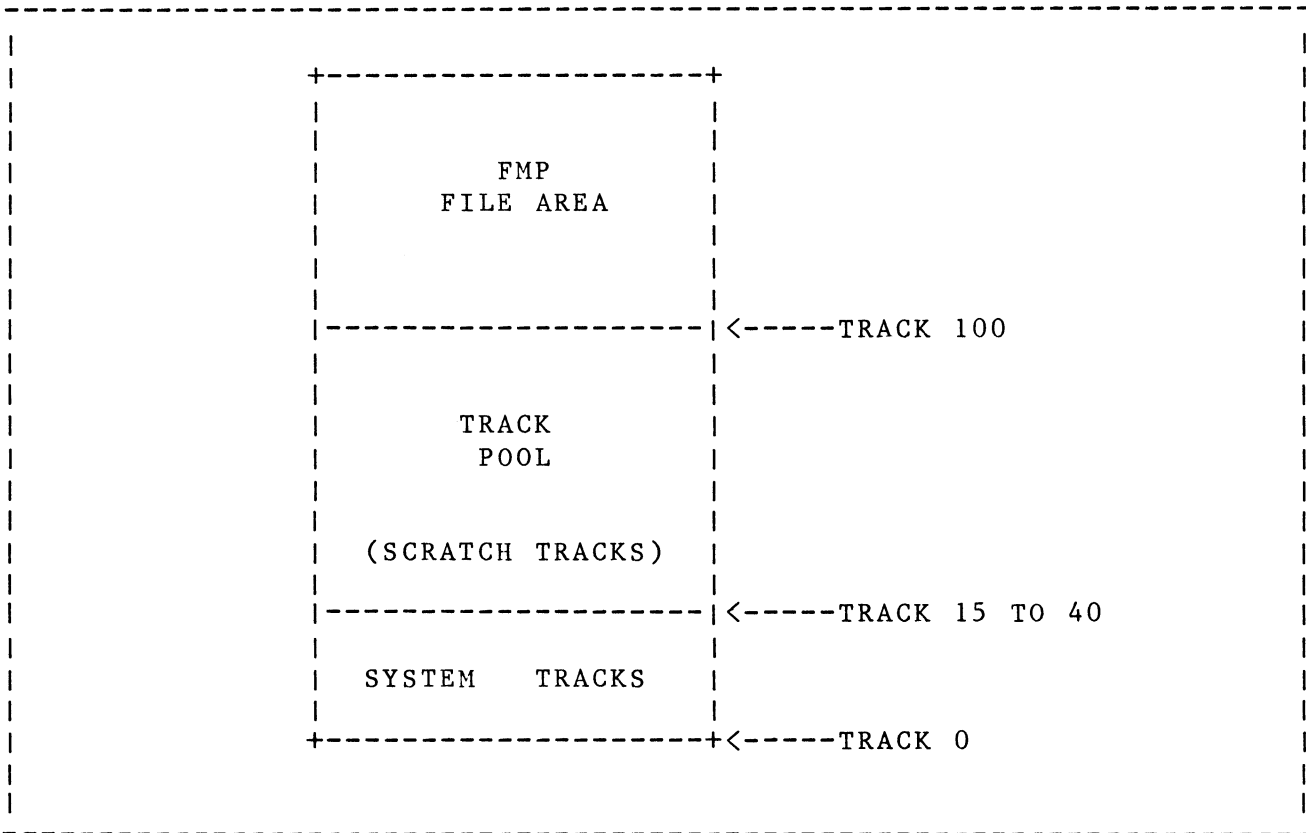 FMP
FILE AREA
<-----TRACK 100
TRACK
POOL
(SCRATCH TRACKS)
<-----TRACK 15 TO 40
SYSTEM TRACKS
<-----TRACK 0